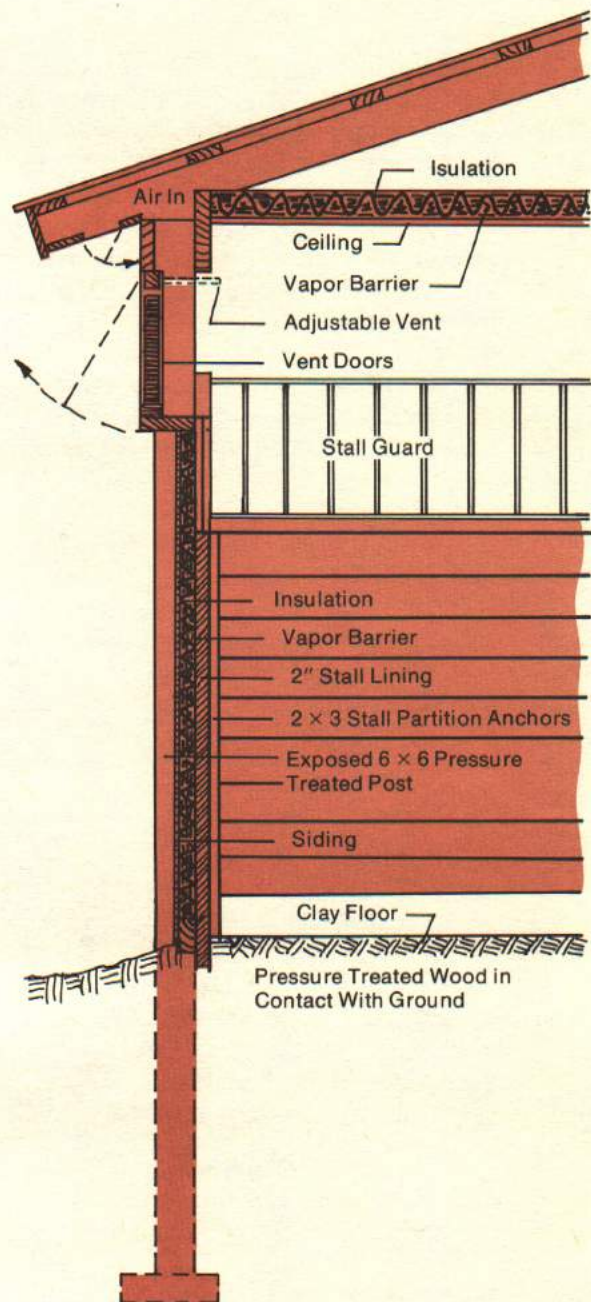 Isulation
Air In
Ceiling
Vapor Barrier
Adjustable Vent
Vent Doors
Stall Guard
Insulation
Vapor Barrier
2" Stall Lining
2 × 3 Stall Partition Anchors
Exposed 6 × 6 Pressure
Treated Post
Siding
Clay Floor
Pressure Treated Wood in
Contact With Ground